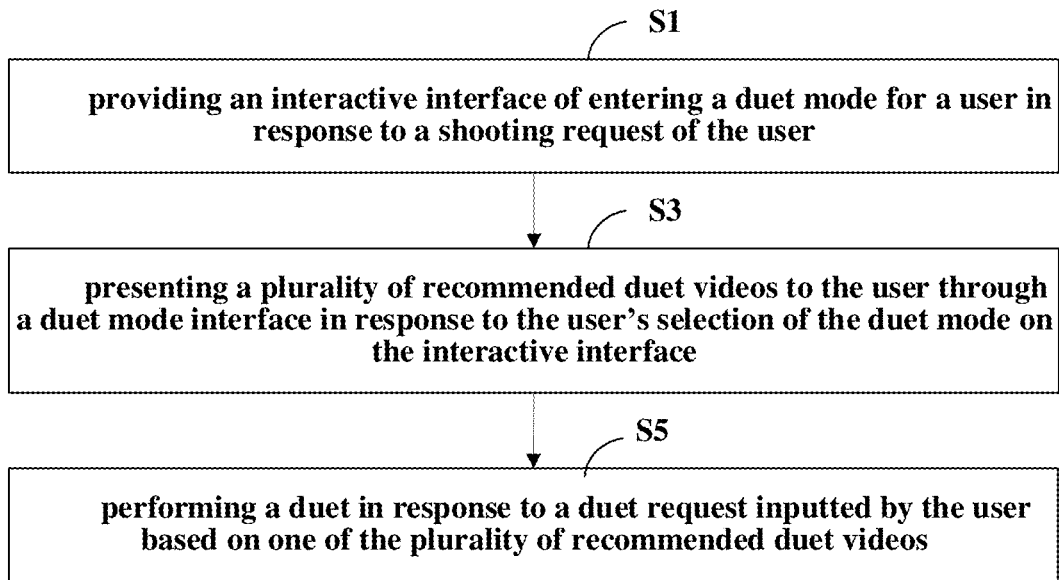 S1
providing an interactive interface of entering a duet mode for a user in
response to a shooting request of the user
S3
presenting a plurality of recommended duet videos to the user through
a duet mode interface in response to the user's selection of the duet mode on
the interactive interface
S5
performing a duet in response to a duet request inputted by the user
based on one of the plurality of recommended duet videos